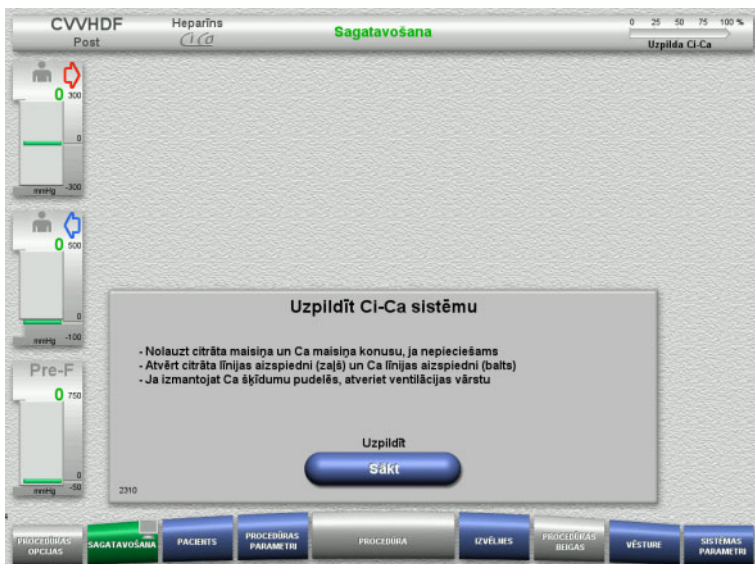 CVVHDF
Post
Heparīns
Ci Ca
Sagatavošana
0 25 50 75 100 %
Uzpilda Ci-Ca
0 300
0
mmHg -300
0 500
0
mmHg -100
Pre-F
0 750
0
mmHg -50
Uzpildīt Ci-Ca sistēmu
- Nolauzt citrāta maisiņa un Ca maisiņa konusu, ja nepieciešams
- Atvērt citrāta līnijas aizspiedni (zaļš) un Ca līnijas aizspiedni (balts)
- Ja izmantojat Ca šķīdumu pudelēs, atveriet ventilācijas vārstu
Uzpildīt
Sākt
2310
PROCEDŪRAS OPCIJAS
SAGATAVOŠANA
PACIENTS
PROCEDŪRAS PARAMETRI
PROCEDŪRA
IZVĒLNES
PROCEDŪRAS BEIGAS
VĒSTURE
SISTĒMAS PARAMETRI